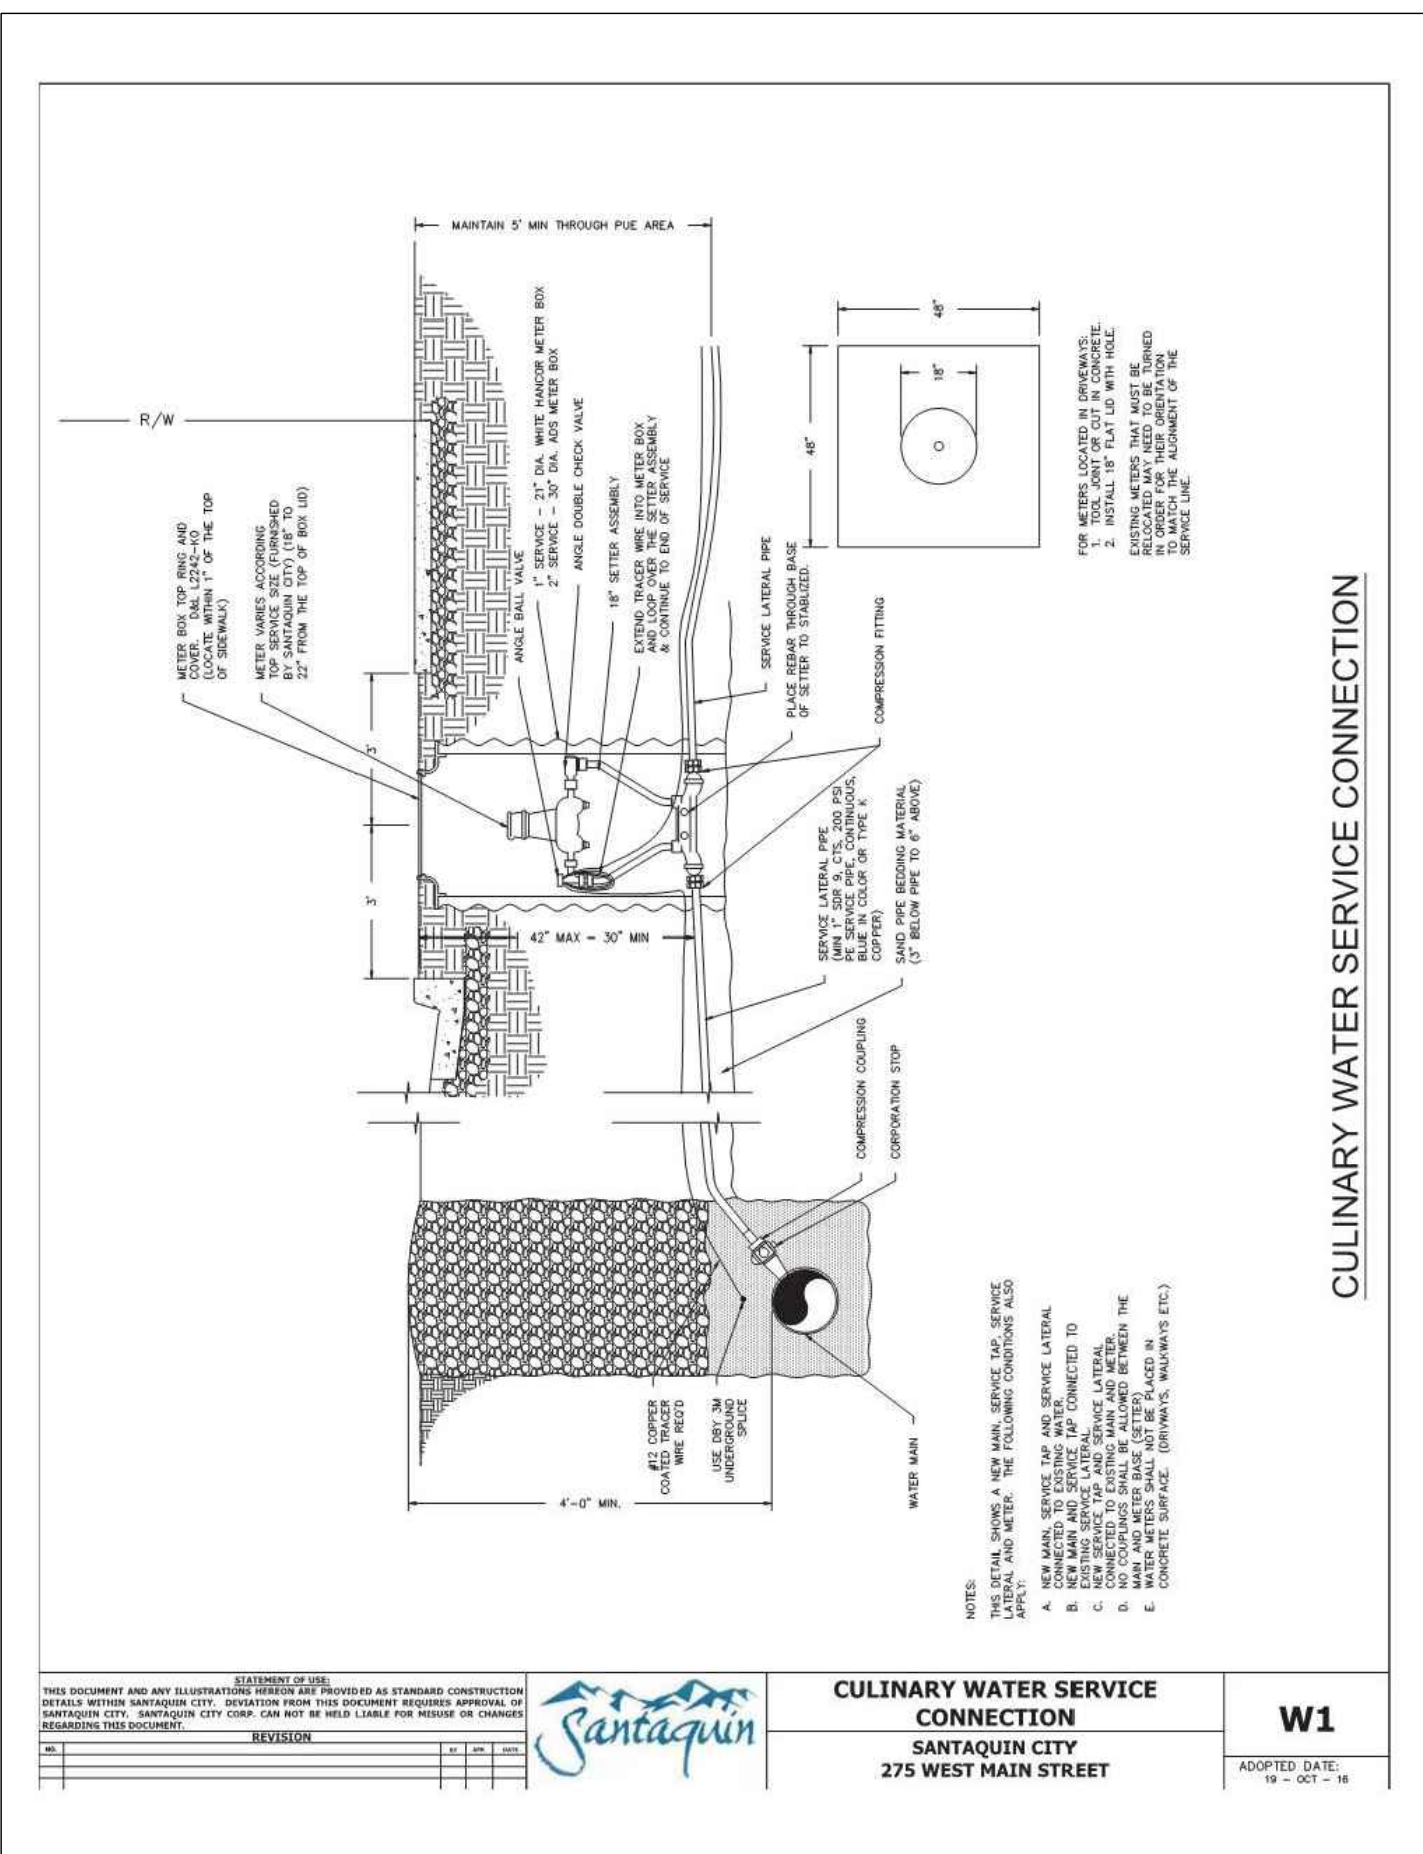 MAINTAIN 5' MIN THROUGH PUE AREA
R/W
METER BOX TOP RING AND
COVER.  D&L L2242-KO
(LOCATE WITHIN 1" OF THE TOP
OF SIDEWALK)
METER VARIES ACCORDING
TOP SERVICE SIZE (FURNISHED
BY SANTAQUIN CITY) (18" TO
22" FROM THE TOP OF BOX LID)
ANGLE BALL VALVE
1" SERVICE - 21" DIA. WHITE HANCOR METER BOX
2" SERVICE - 30" DIA. ADS METER BOX
ANGLE DOUBLE CHECK VALVE
18" SETTER ASSEMBLY
EXTEND TRACER WIRE INTO METER BOX
AND LOOP OVER THE SETTER ASSEMBLY
& CONTINUE TO END OF SERVICE
SERVICE LATERAL PIPE
PLACE REBAR THROUGH BASE
OF SETTER TO STABLIZED.
COMPRESSION FITTING
48"
48"
18"
FOR METERS LOCATED IN DRIVEWAYS:
1. TOOL JOINT OR CUT IN CONCRETE.
2. INSTALL 18" FLAT LID WITH HOLE.
EXISTING METERS THAT MUST BE
RELOCATED MAY NEED TO BE TURNED
IN ORDER FOR THEIR ORIENTATION
TO MATCH THE ALIGNMENT OF THE
SERVICE LINE.
3'
3'
42" MAX - 30" MIN
SERVICE LATERAL PIPE
(MIN 1" SDR 9, CTS, 200 PSI
PE SERVICE PIPE, CONTINUOUS,
BLUE IN COLOR OR TYPE K
COPPER)
SAND PIPE BEDDING MATERIAL
(3" BELOW PIPE TO 6" ABOVE)
COMPRESSION COUPLING
CORPORATION STOP
#12 COPPER
COATED TRACER
WIRE REQ'D
USE DBY 3M
UNDERGROUND
SPLICE
4'-0" MIN.
WATER MAIN
NOTES:
THIS DETAIL SHOWS A NEW MAIN, SERVICE TAP, SERVICE
LATERAL AND METER.  THE FOLLOWING CONDITIONS ALSO
APPLY:
A. NEW MAIN, SERVICE TAP AND SERVICE LATERAL
CONNECTED TO EXISTING WATER.
B. NEW MAIN AND SERVICE TAP CONNECTED TO
EXISTING SERVICE LATERAL.
C. NEW SERVICE TAP AND SERVICE LATERAL
CONNECTED TO EXISTING MAIN AND METER.
D. NO COUPLINGS SHALL BE ALLOWED BETWEEN THE
MAIN AND METER BASE (SETTER)
E. WATER METERS SHALL NOT BE PLACED IN
CONCRETE SURFACE.  (DRIVWAYS, WALKWAYS ETC.)
CULINARY WATER SERVICE CONNECTION
STATEMENT OF USE:
THIS DOCUMENT AND ANY ILLUSTRATIONS HEREON ARE PROVIDED AS STANDARD CONSTRUCTION
DETAILS WITHIN SANTAQUIN CITY.  DEVIATION FROM THIS DOCUMENT REQUIRES APPROVAL OF
SANTAQUIN CITY.  SANTAQUIN CITY CORP. CAN NOT BE HELD LIABLE FOR MISUSE OR CHANGES
REGARDING THIS DOCUMENT.
REVISION
NO. BY APR. DATE
Santaquin
CULINARY WATER SERVICE
CONNECTION
SANTAQUIN CITY
275 WEST MAIN STREET
W1
ADOPTED DATE:
19 - OCT - 16